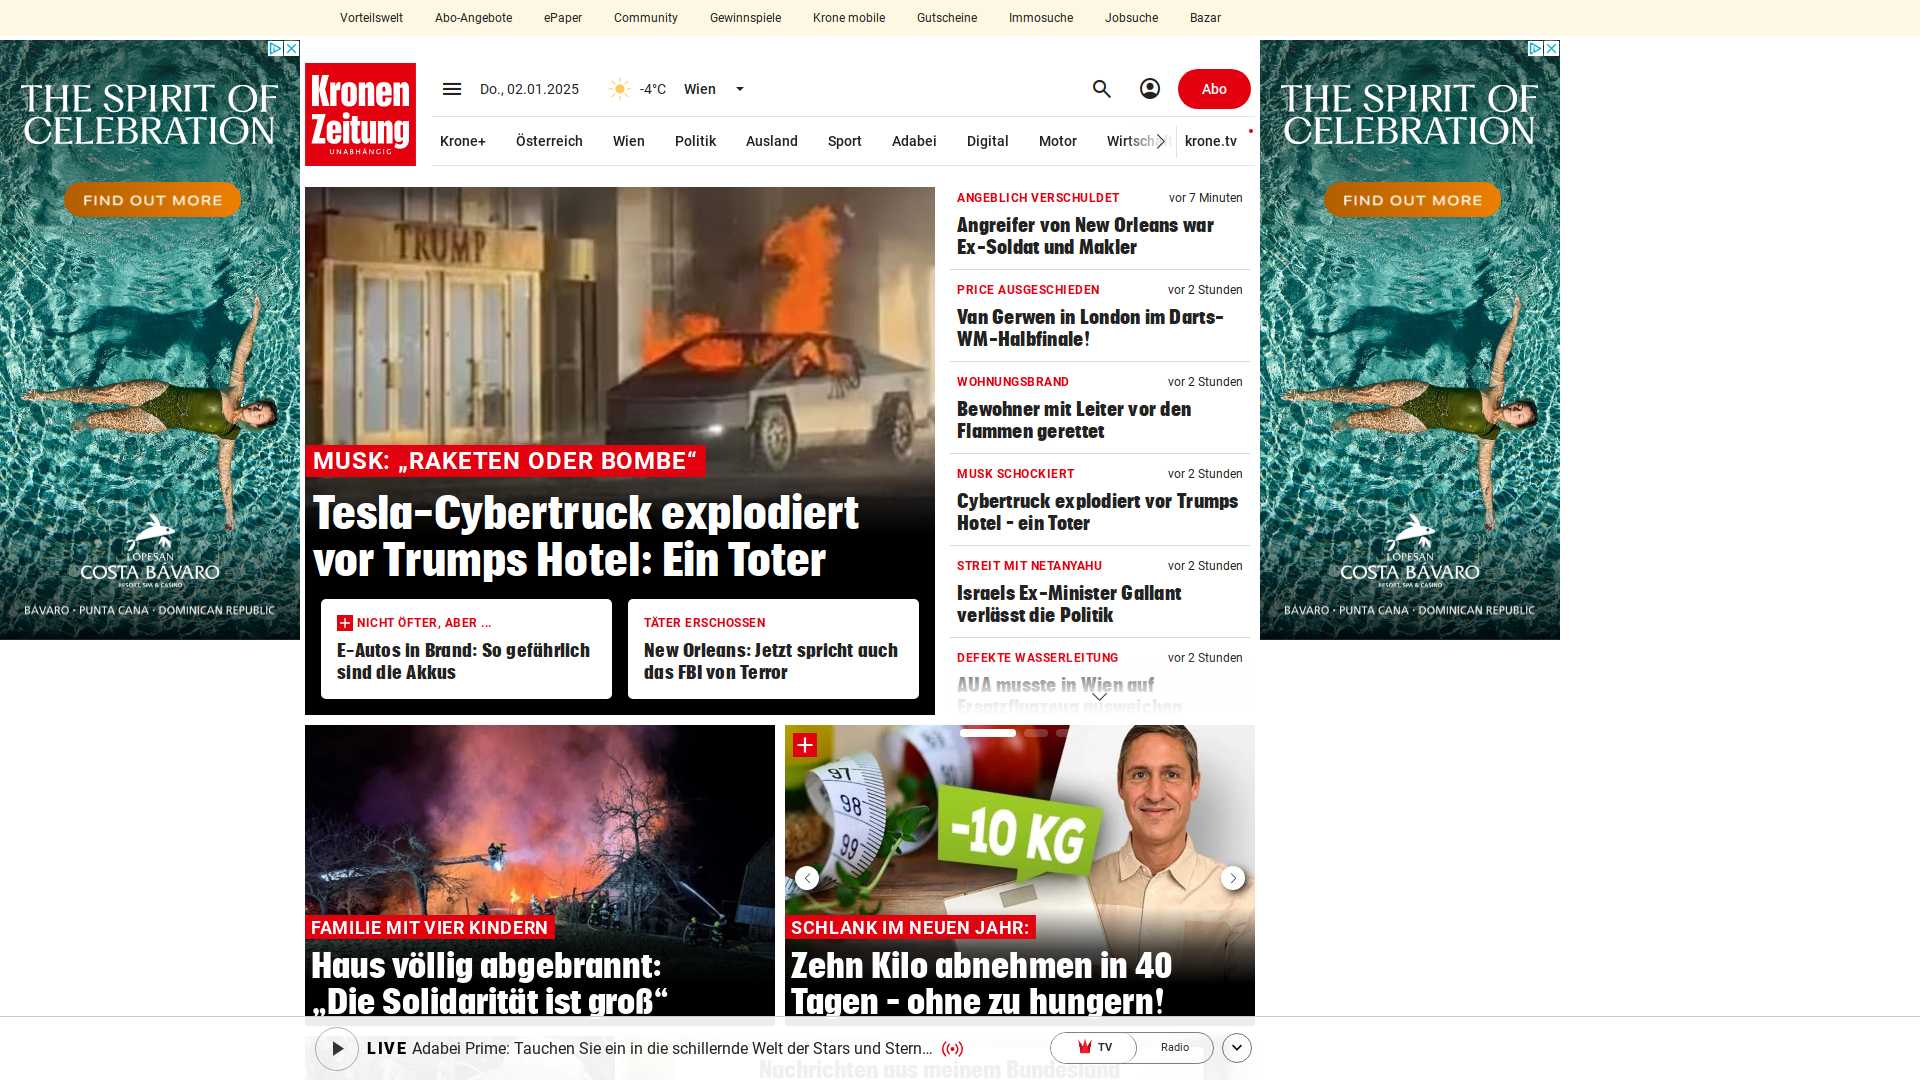 Vorteilswelt
Abo-Angebote
ePaper
Community
Gewinnspiele
Krone mobile
Gutscheine
Immosuche
Jobsuche
Bazar
THE SPIRIT OF
CELEBRATION
FIND OUT MORE
LOPESAN
COSTA BÁVARO
RESORT, SPA & CASINO
BÁVARO • PUNTA CANA • DOMINICAN REPUBLIC
Kronen
Zeitung
UNABHÄNGIG
Do., 02.01.2025
-4°C
Wien
Abo
Krone+
Österreich
Wien
Politik
Ausland
Sport
Adabei
Digital
Motor
Wirtschaft
krone.tv
TRUMP
MUSK: „RAKETEN ODER BOMBE“
Tesla-Cybertruck explodiert
vor Trumps Hotel: Ein Toter
NICHT ÖFTER, ABER ...
E-Autos in Brand: So gefährlich
sind die Akkus
TÄTER ERSCHOSSEN
New Orleans: Jetzt spricht auch
das FBI von Terror
ANGEBLICH VERSCHULDET
vor 7 Minuten
Angreifer von New Orleans war
Ex-Soldat und Makler
PRICE AUSGESCHIEDEN
vor 2 Stunden
Van Gerwen in London im Darts-
WM-Halbfinale!
WOHNUNGSBRAND
vor 2 Stunden
Bewohner mit Leiter vor den
Flammen gerettet
MUSK SCHOCKIERT
vor 2 Stunden
Cybertruck explodiert vor Trumps
Hotel - ein Toter
STREIT MIT NETANYAHU
vor 2 Stunden
Israels Ex-Minister Gallant
verlässt die Politik
DEFEKTE WASSERLEITUNG
vor 2 Stunden
AUA musste in Wien auf
Ersatzflugzeug ausweichen
THE SPIRIT OF
CELEBRATION
FIND OUT MORE
LOPESAN
COSTA BÁVARO
RESORT, SPA & CASINO
BÁVARO • PUNTA CANA • DOMINICAN REPUBLIC
FAMILIE MIT VIER KINDERN
Haus völlig abgebrannt:
„Die Solidarität ist groß“
97
98
99
-10 KG
SCHLANK IM NEUEN JAHR:
Zehn Kilo abnehmen in 40
Tagen - ohne zu hungern!
LIVE Adabei Prime: Tauchen Sie ein in die schillernde Welt der Stars und Stern...
TV
Radio
Nachrichten aus meinem Bundesland